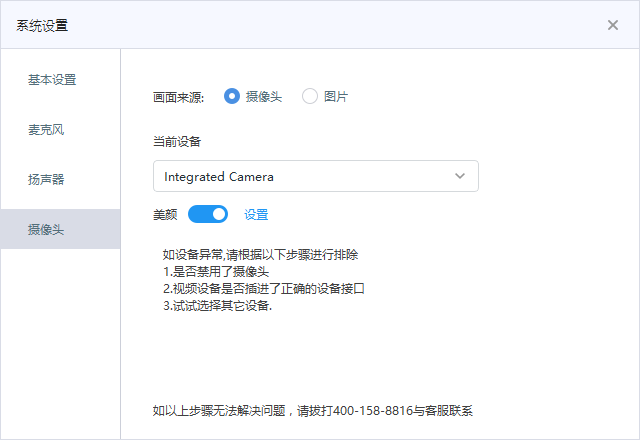 系统设置
基本设置
麦克风
扬声器
摄像头
画面来源: 摄像头 图片
当前设备
Integrated Camera
美颜 设置
如设备异常,请根据以下步骤进行排除
1.是否禁用了摄像头
2.视频设备是否插进了正确的设备接口
3.试试选择其它设备.
如以上步骤无法解决问题，请拔打400-158-8816与客服联系